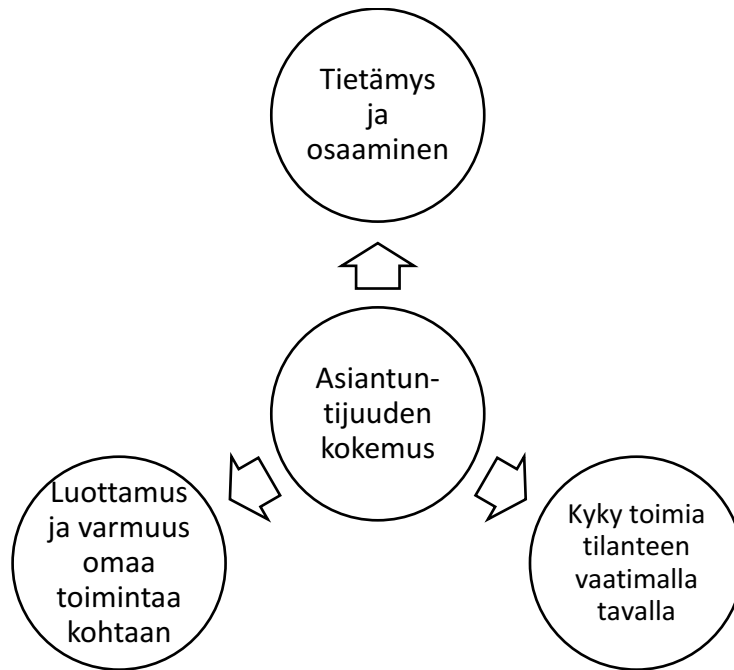 Tietämys
ja
osaaminen
Asiantun-
tijuuden
kokemus
Luottamus
ja varmuus
omaa
toimintaa
kohtaan
Kyky toimia
tilanteen
vaatimalla
tavalla